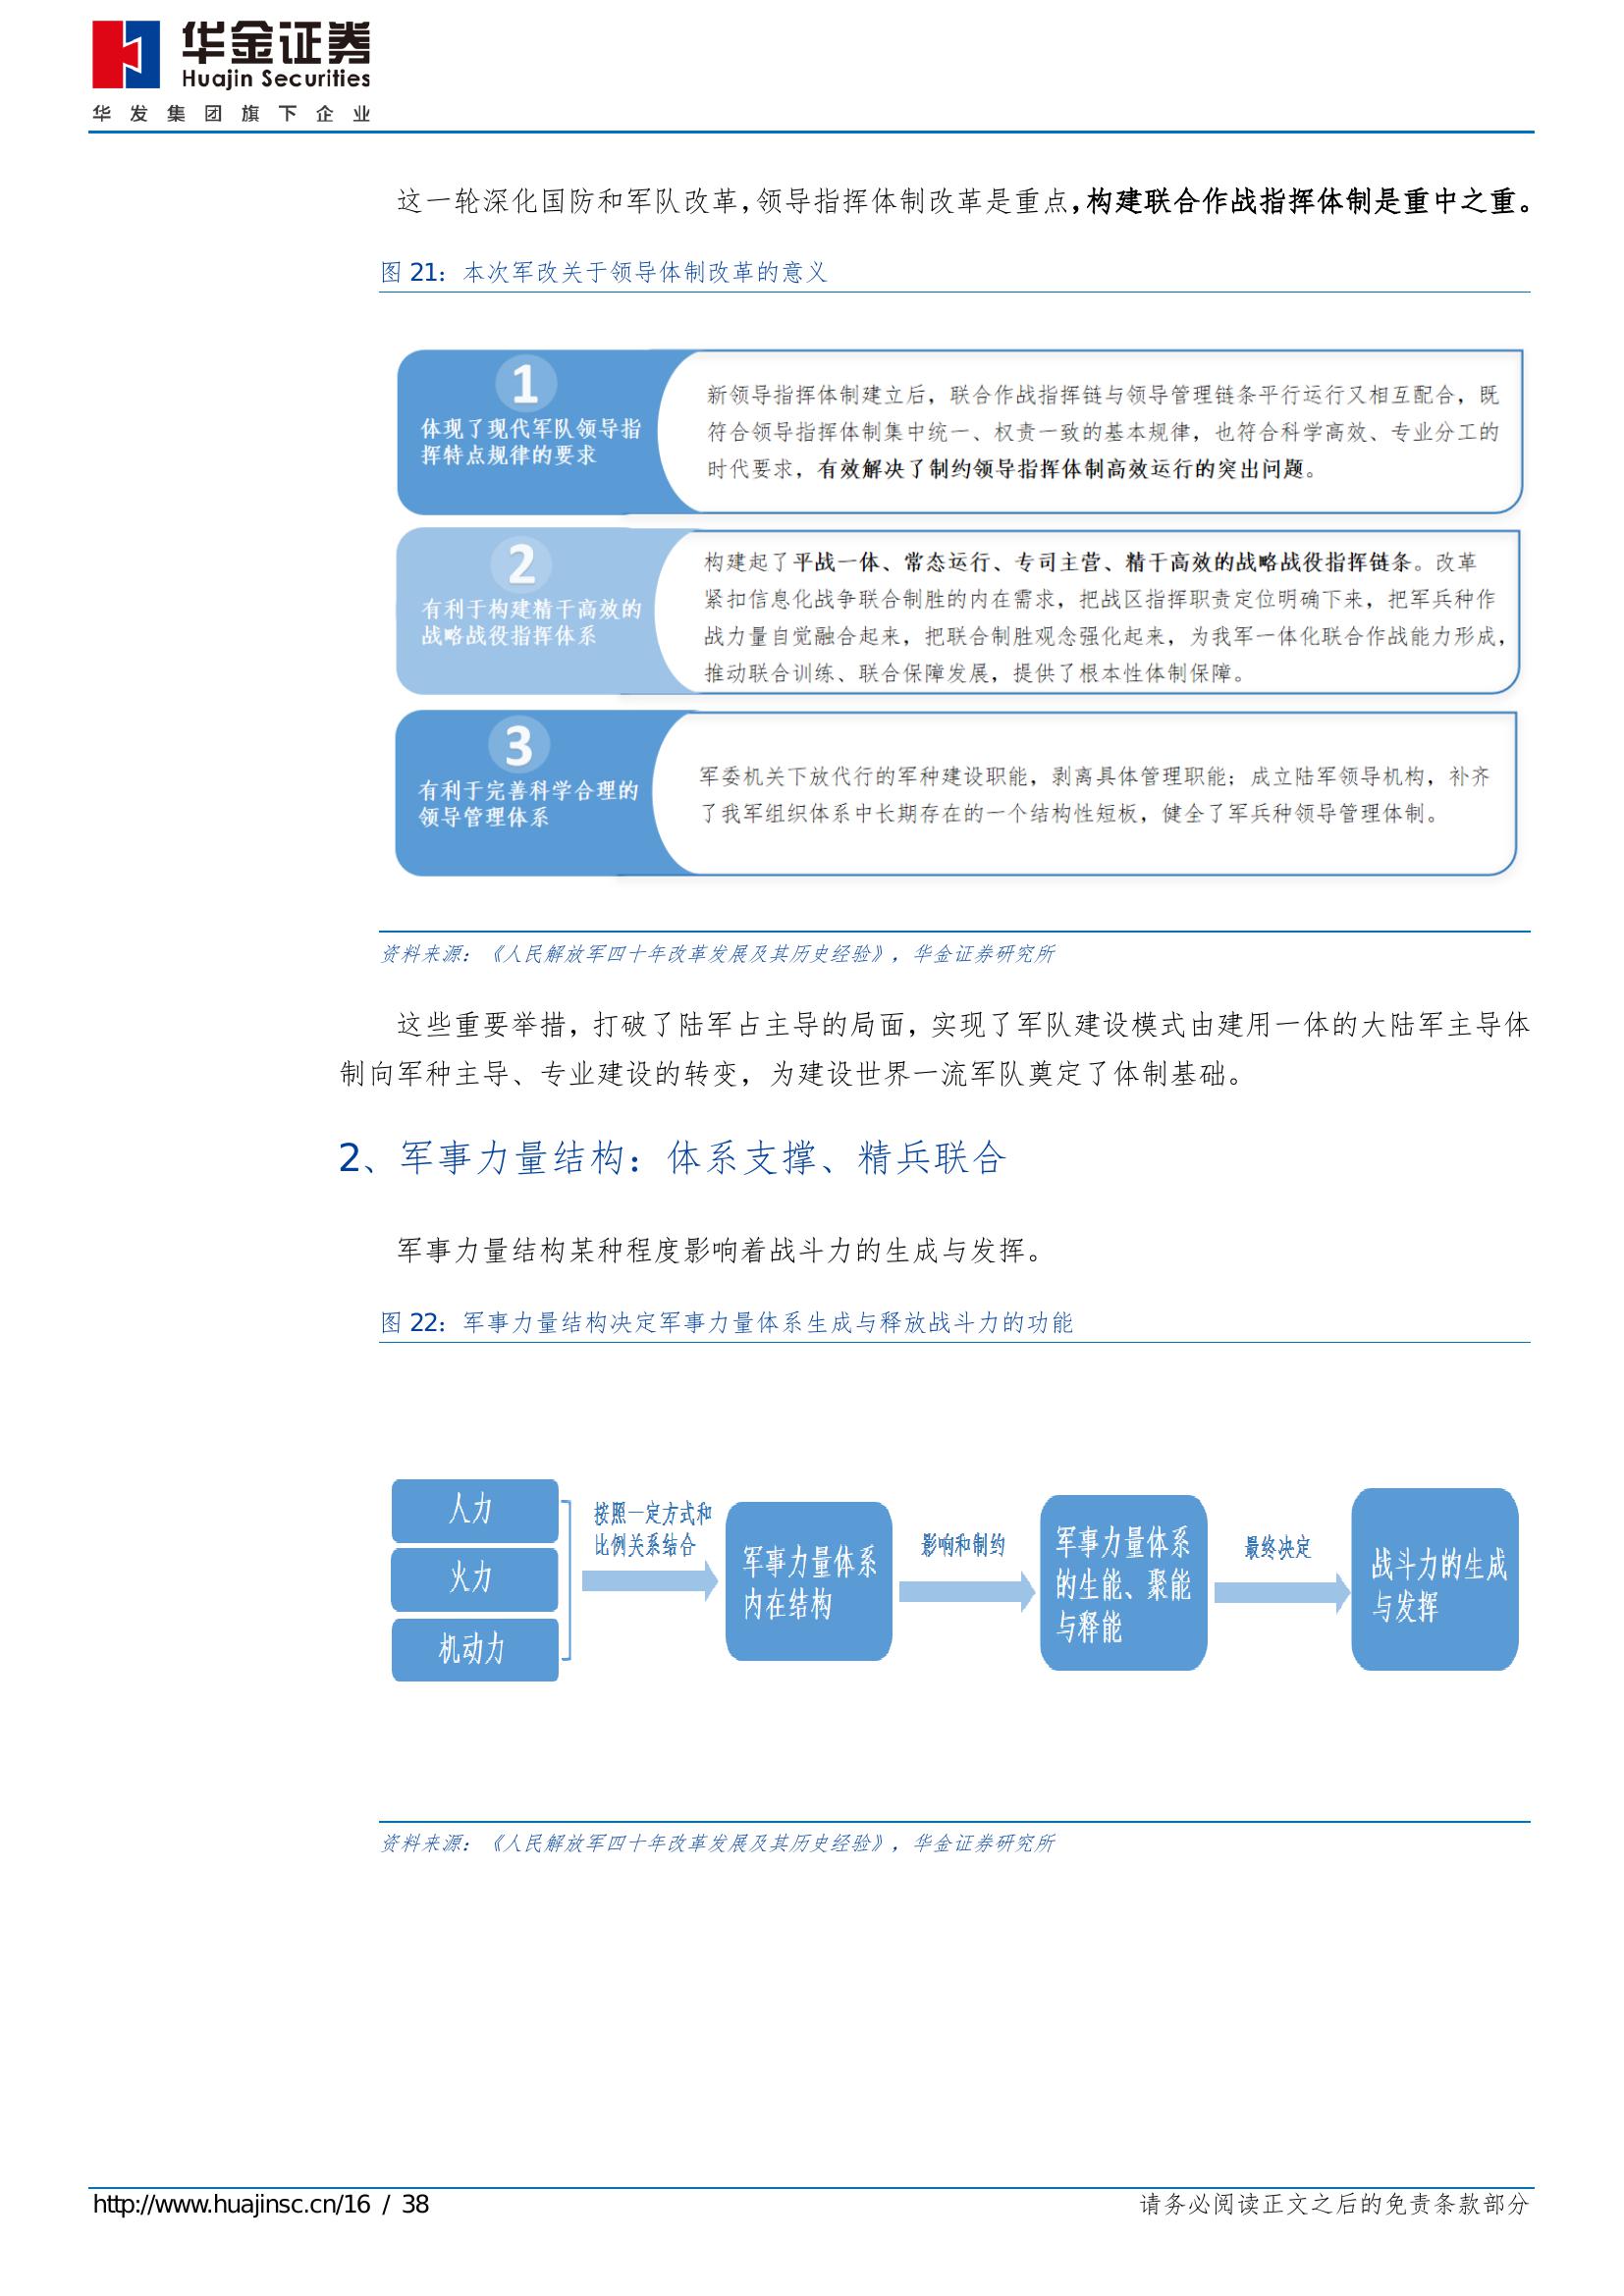 华金证券
Huajin Securities
华发集团旗下企业
这一轮深化国防和军队改革，领导指挥体制改革是重点，构建联合作战指挥体制是重中之重。
图 21：本次军改关于领导体制改革的意义
1
体现了现代军队领导指
挥特点规律的要求
新领导指挥体制建立后，联合作战指挥链与领导管理链条平行运行又相互配合，既
符合领导指挥体制集中统一、权责一致的基本规律，也符合科学高效、专业分工的
时代要求，有效解决了制约领导指挥体制高效运行的突出问题。
2
有利于构建精干高效的
战略战役指挥体系
构建起了平战一体、常态运行、专司主营、精干高效的战略战役指挥链条。改革
紧扣信息化战争联合制胜的内在需求，把战区指挥职责定位明确下来，把军兵种作
战力量自觉融合起来，把联合制胜观念强化起来，为我军一体化联合作战能力形成，
推动联合训练、联合保障发展，提供了根本性体制保障。
3
有利于完善科学合理的
领导管理体系
军委机关下放代行的军种建设职能，剥离具体管理职能；成立陆军领导机构，补齐
了我军组织体系中长期存在的一个结构性短板，健全了军兵种领导管理体制。
资料来源：《人民解放军四十年改革发展及其历史经验》，华金证券研究所
这些重要举措，打破了陆军占主导的局面，实现了军队建设模式由建用一体的大陆军主导体
制向军种主导、专业建设的转变，为建设世界一流军队奠定了体制基础。
2、军事力量结构：体系支撑、精兵联合
军事力量结构某种程度影响着战斗力的生成与发挥。
图 22：军事力量结构决定军事力量体系生成与释放战斗力的功能
人力
火力
机动力
按照一定方式和
比例关系结合
军事力量体系
内在结构
影响和制约
军事力量体系
的生能、聚能
与释能
最终决定
战斗力的生成
与发挥
资料来源：《人民解放军四十年改革发展及其历史经验》，华金证券研究所
http://www.huajinsc.cn/16 / 38
请务必阅读正文之后的免责条款部分